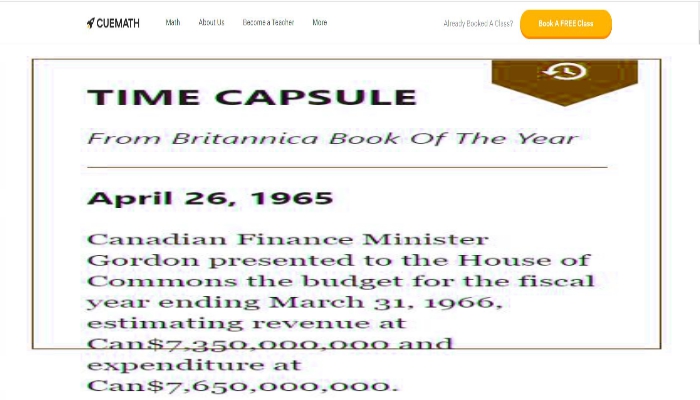 CUEMATH
Math About Us Become a Teacher More
Already Booked A Class? Book A FREE Class
TIME CAPSULE
From Britannica Book Of The Year
April 26, 1965
Canadian Finance Minister
Gordon presented to the House of
Commons the budget for the fiscal
year ending March 31, 1966,
estimating revenue at
Can$7,350,000,000 and
expenditure at
Can$7,650,000,000.